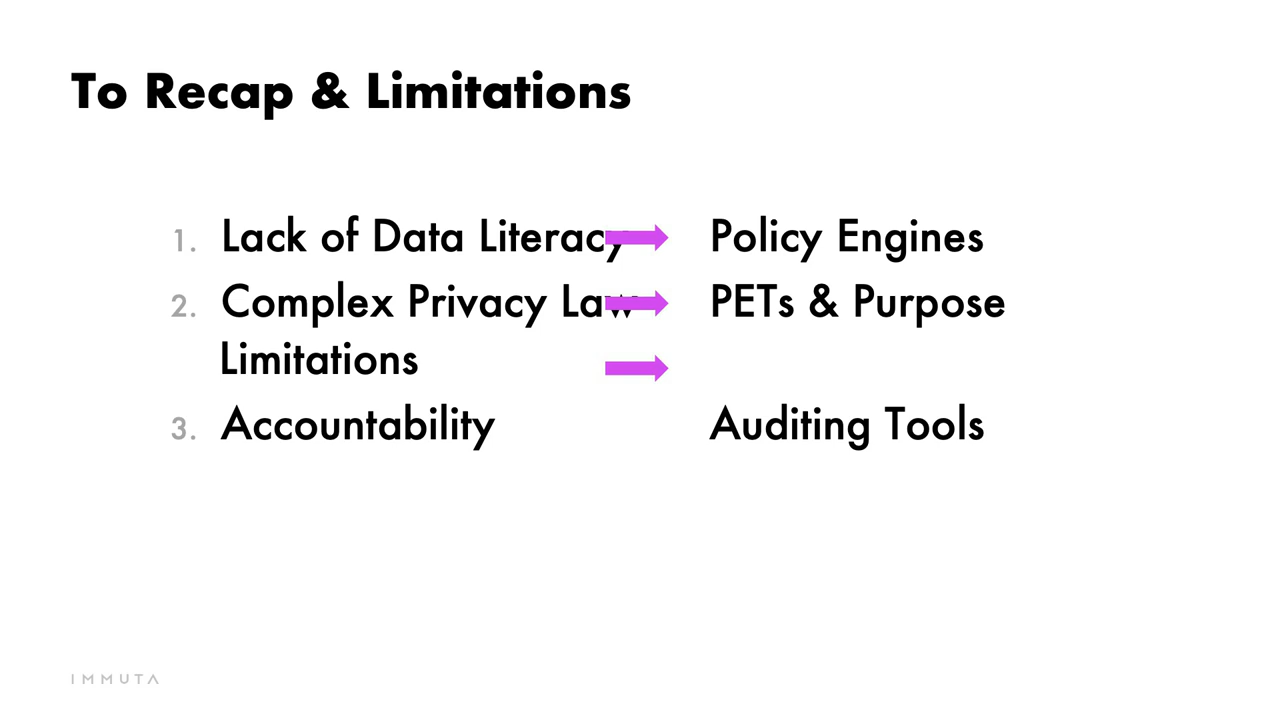 To Recap & Limitations
1. Lack of Data Literacy Policy Engines
2. Complex Privacy Law PETs & Purpose
Limitations
3. Accountability Auditing Tools
IMMUTA